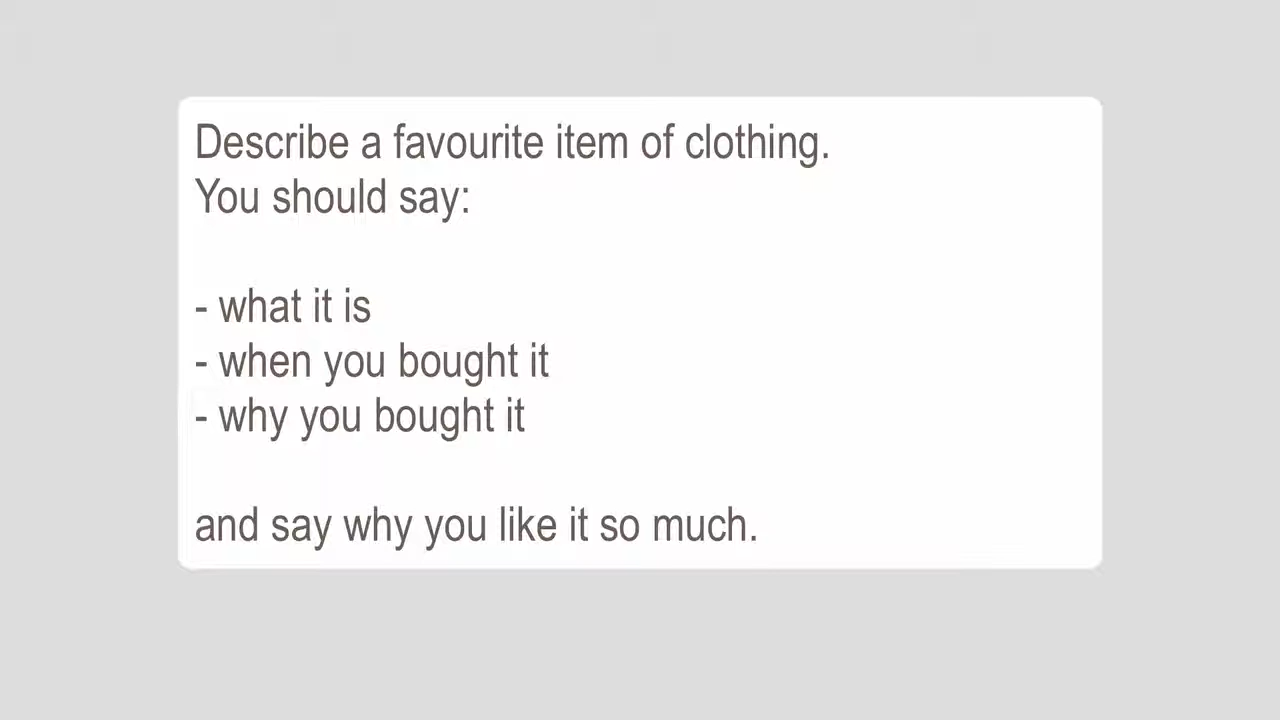 Describe a favourite item of clothing.
You should say:
- what it is
- when you bought it
- why you bought it
and say why you like it so much.